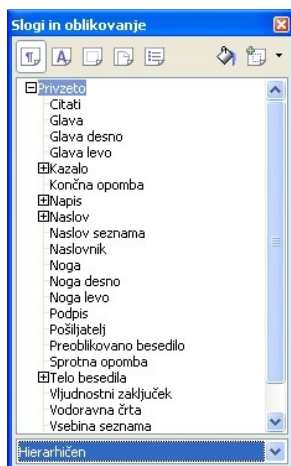 Slogi in oblikovanje
Privzeto
Citati
Glava
Glava desno
Glava levo
Kazalo
Končna opomba
Napis
Naslov
Naslov seznama
Naslovnik
Noga
Noga desno
Noga levo
Podpis
Pošiljatelj
Preoblikovano besedilo
Sprotna opomba
Telo besedila
Vljudnostni zaključek
Vodoravna črta
Vsebina seznama
Hierarhičen